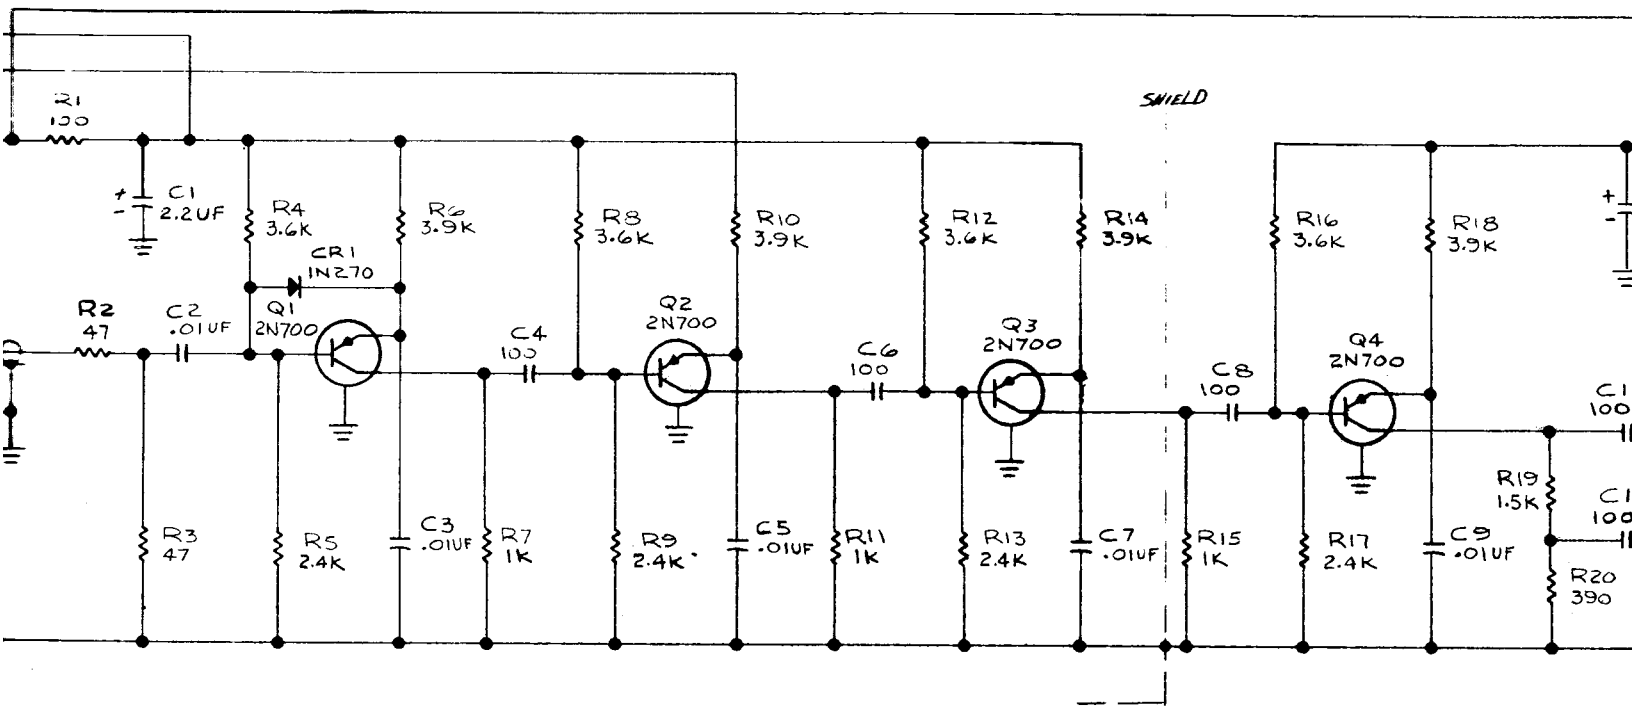 SHIELD
R1
100
C1
2.2UF
+
-
R4
3.6K
R6
3.9K
R8
3.6K
R10
3.9K
R12
3.6K
R14
3.9K
R16
3.6K
R18
3.9K
+
-
CR1
1N270
R2
47
C2
.01UF
Q1
2N700
C4
100
Q2
2N700
C6
100
Q3
2N700
C8
100
Q4
2N700
C1
100
R3
47
R5
2.4K
C3
.01UF
R7
1K
R9
2.4K
C5
.01UF
R11
1K
R13
2.4K
C7
.01UF
R15
1K
R17
2.4K
C9
.01UF
R19
1.5K
C1
100
R20
390